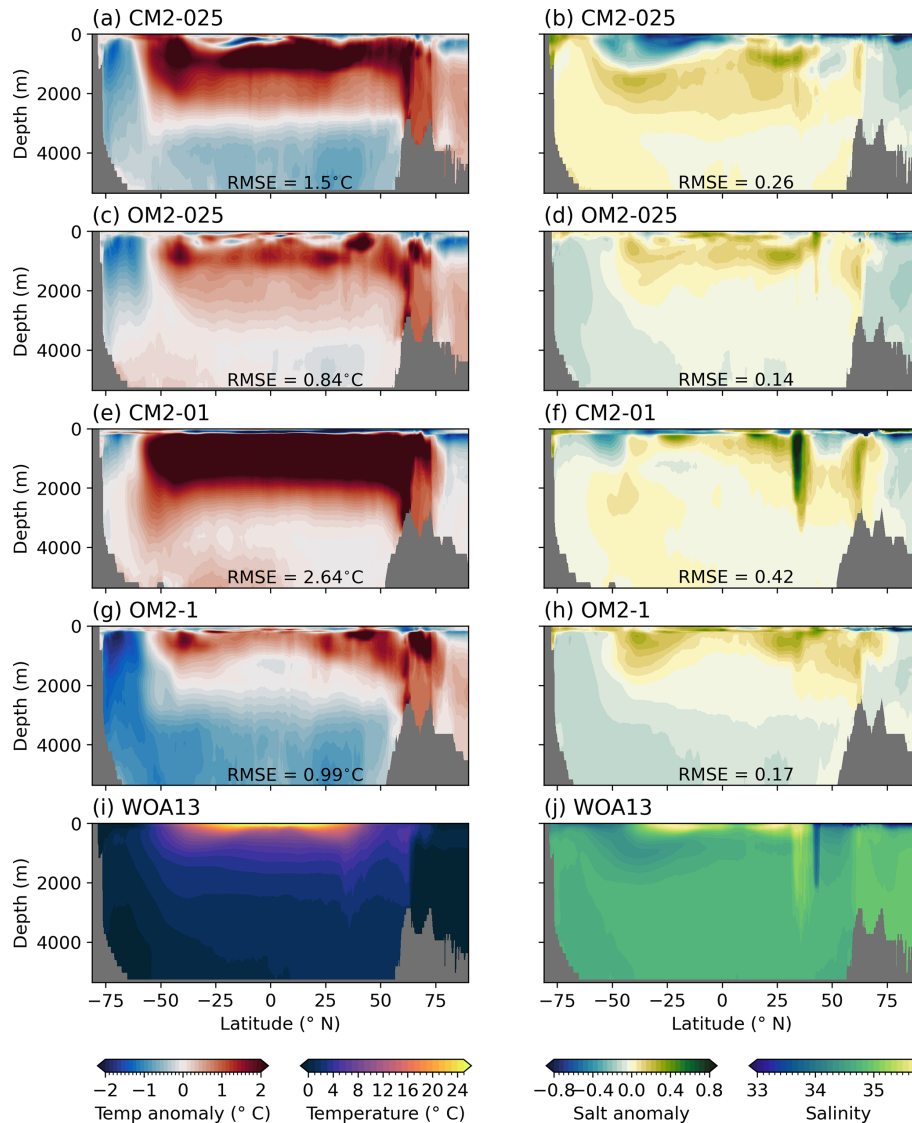 (a) CM2-025
(b) CM2-025
0
2000
4000
Depth (m)
RMSE = 1.5°C
RMSE = 0.26
(c) OM2-025
(d) OM2-025
0
2000
4000
Depth (m)
RMSE = 0.84°C
RMSE = 0.14
(e) CM2-01
(f) CM2-01
0
2000
4000
Depth (m)
RMSE = 2.64°C
RMSE = 0.42
(g) OM2-1
(h) OM2-1
0
2000
4000
Depth (m)
RMSE = 0.99°C
RMSE = 0.17
(i) WOA13
(j) WOA13
0
2000
4000
Depth (m)
−75 −50 −25 0 25 50 75
−75 −50 −25 0 25 50 75
Latitude (° N)
Latitude (° N)
−2 −1 0 1 2
Temp anomaly (° C)
0 4 8 12 16 20 24
Temperature (° C)
−0.8 −0.4 0.0 0.4 0.8
Salt anomaly
33 34 35
Salinity